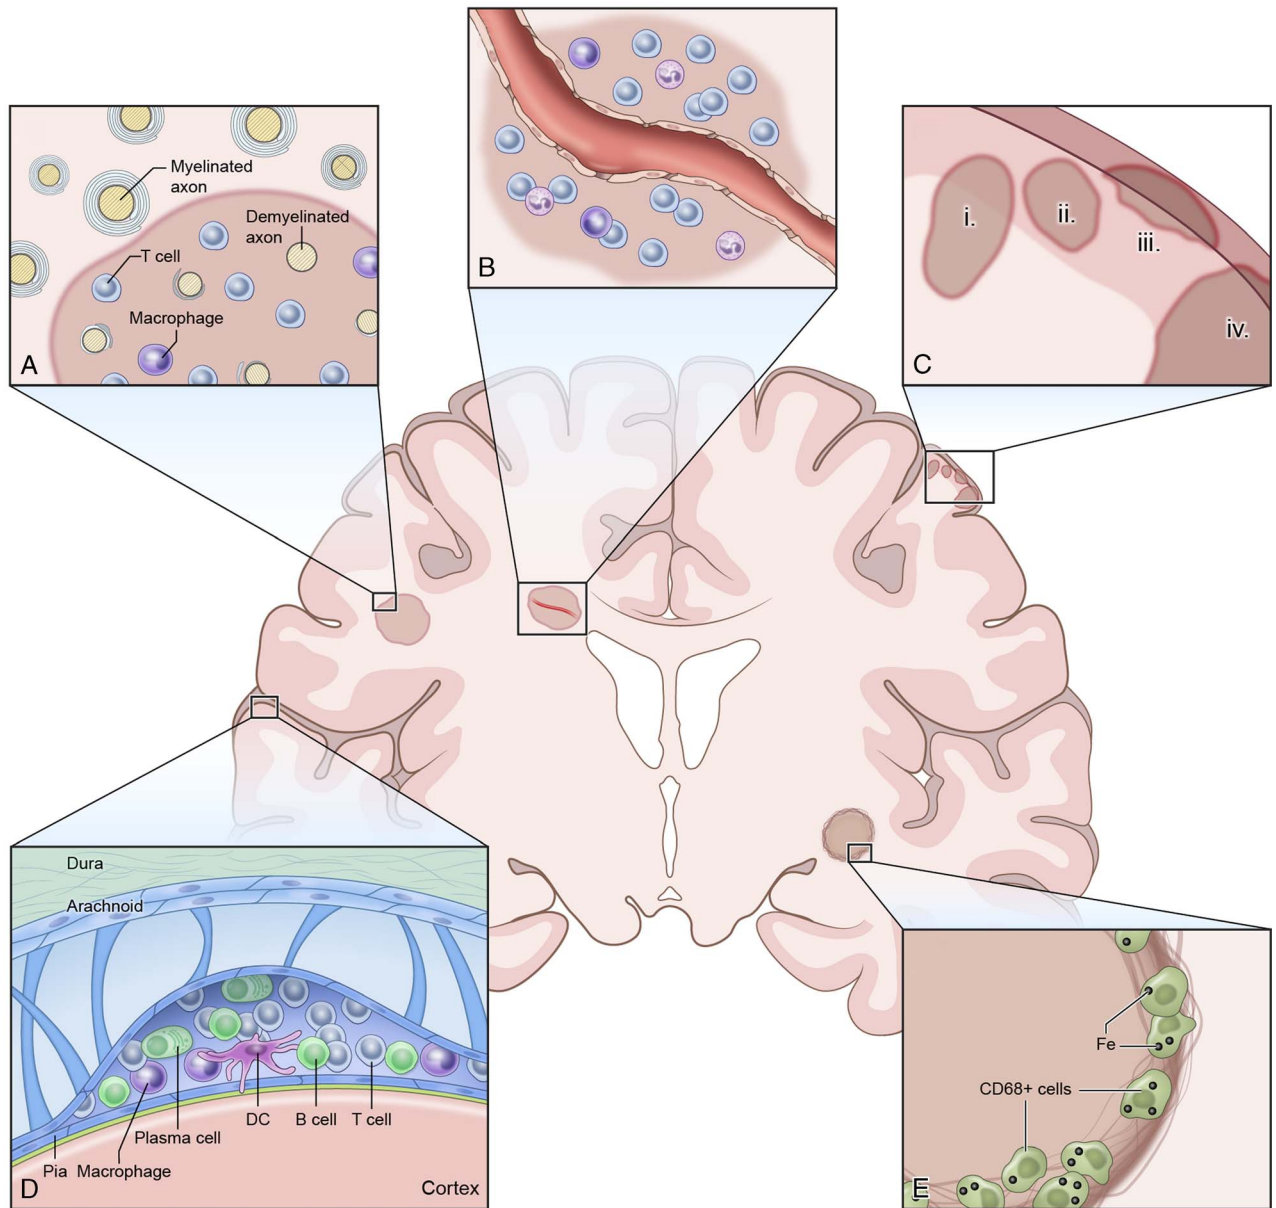 Myelinated
axon
Demyelinated
axon
T cell
Macrophage
A
B
i.
ii.
iii.
iv.
C
Dura
Arachnoid
DC
B cell
T cell
Plasma cell
Pia
Macrophage
Cortex
D
Fe
CD68+ cells
E